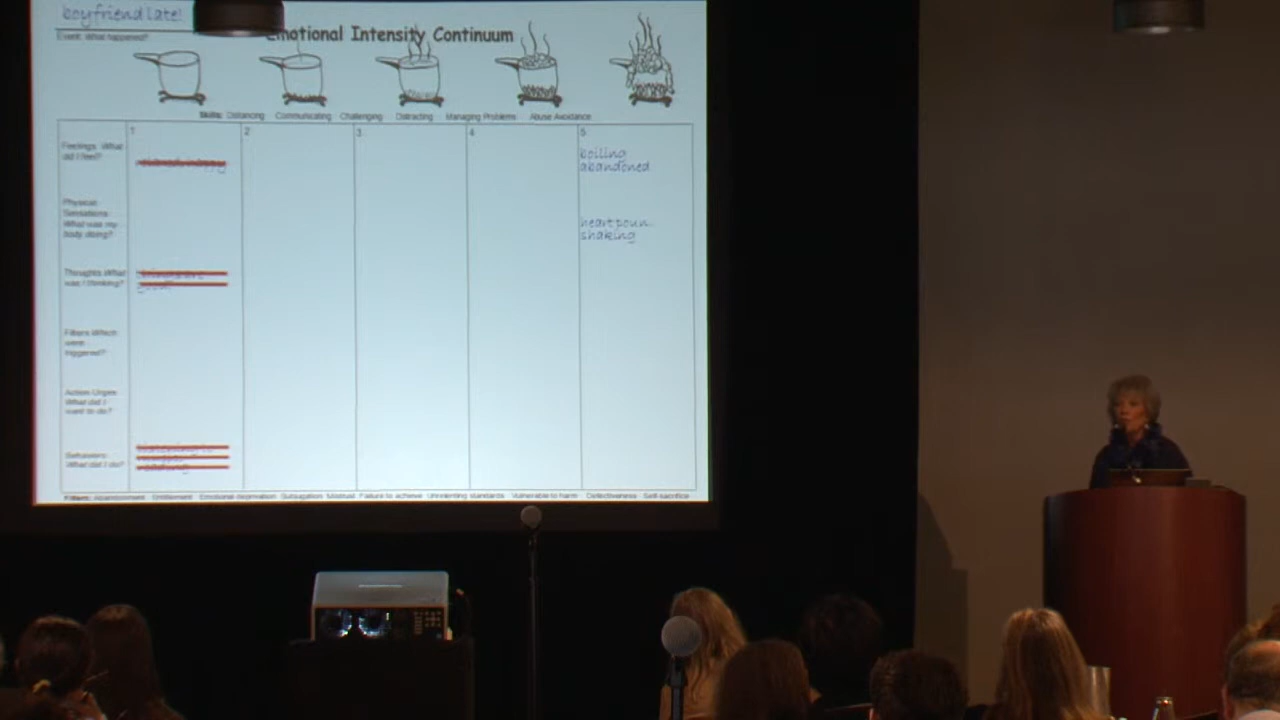 boyfriend late!
Event: What happened?
Emotional Intensity Continuum
Skills: Distancing Communicating Challenging Distracting Managing Problems Abuse Avoidance
1 2 3 4 5
Feelings: What
did I feel?
boiling
abandoned
Physical
Sensations:
What was my
body doing?
heart poun
shaking
Thoughts What
was I thinking?
good
Filters Which
were
triggered?
Action Urges
What did I
want to do?
Behaviors:
What did I do?
reading
Filters: Abandonment Entitlement Emotional deprivation Subjugation Mistrust Failure to achieve Unrelenting standards Vulnerable to harm Defectiveness Self-sacrifice